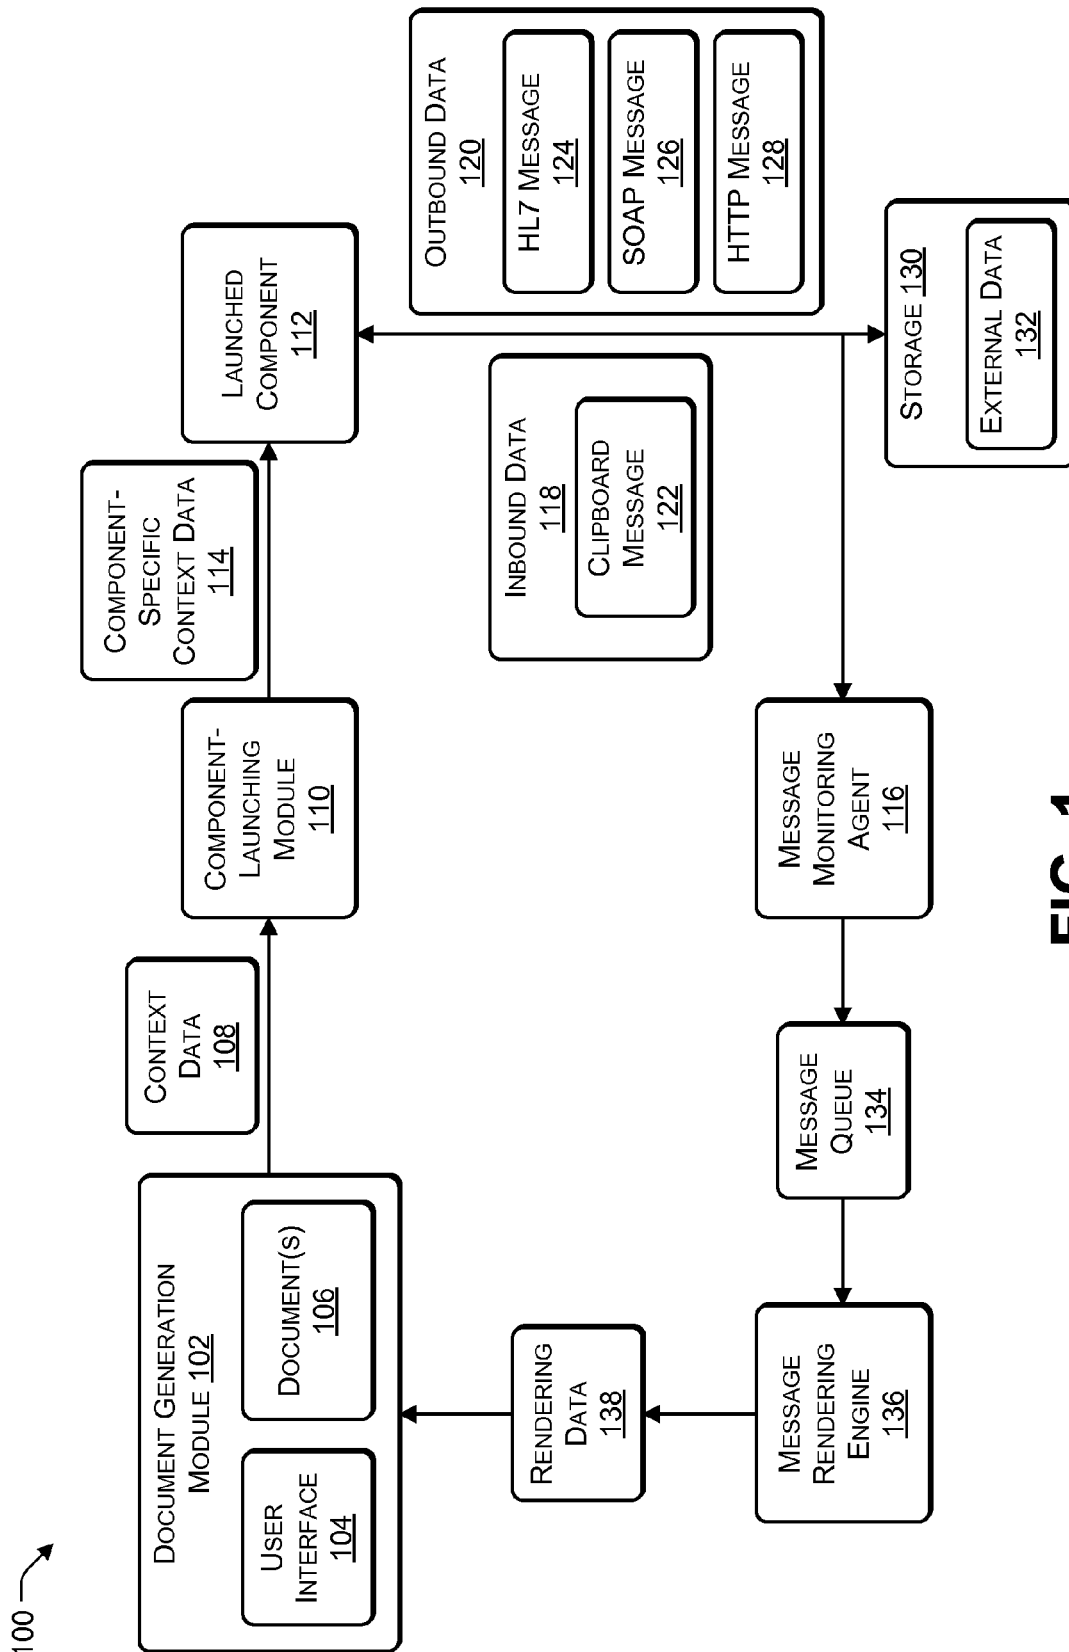 100
DOCUMENT GENERATION
MODULE 102
USER
INTERFACE
104
DOCUMENT(S)
106
CONTEXT
DATA
108
COMPONENT-
LAUNCHING
MODULE
110
COMPONENT-
SPECIFIC
CONTEXT DATA
114
LAUNCHED
COMPONENT
112
INBOUND DATA
118
CLIPBOARD
MESSAGE
122
OUTBOUND DATA
120
HL7 MESSAGE
124
SOAP MESSAGE
126
HTTP MESSAGE
128
RENDERING
DATA
138
MESSAGE
RENDERING
ENGINE
136
MESSAGE
QUEUE
134
MESSAGE
MONITORING
AGENT
116
STORAGE 130
EXTERNAL DATA
132
FIG. 1